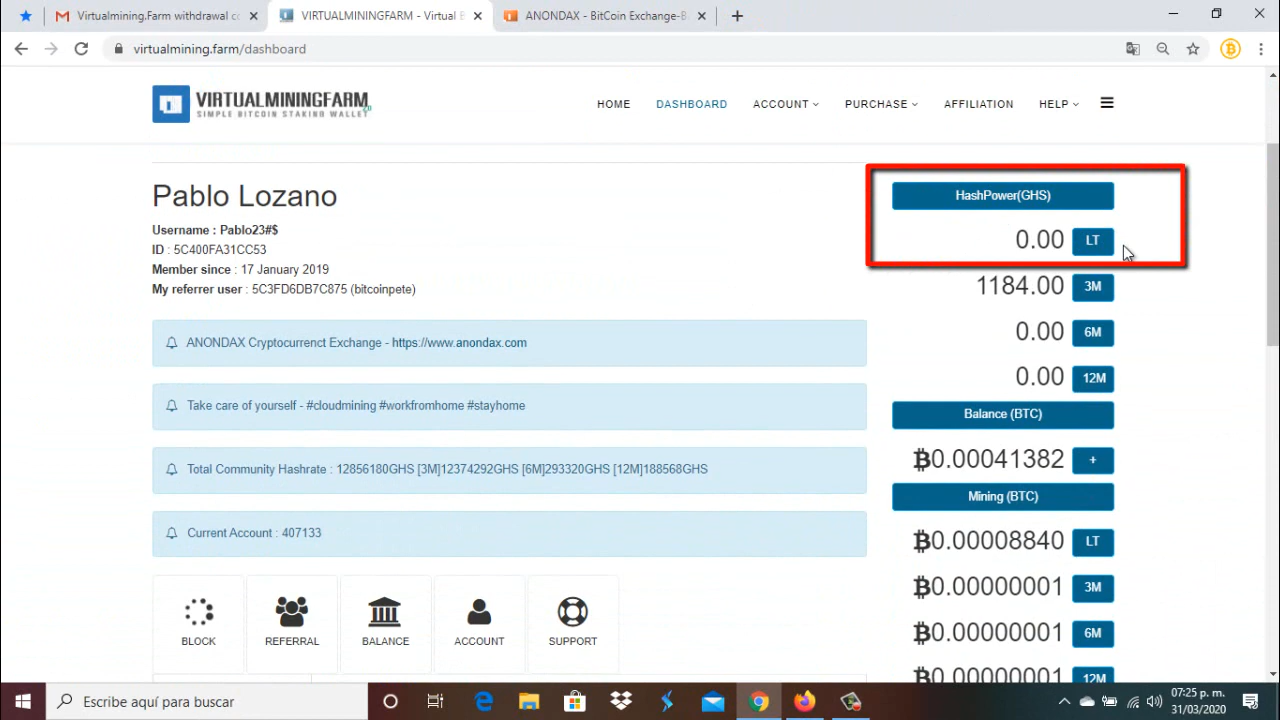 Virtualmining.Farm withdrawal co
VIRTUALMININGFARM - Virtual B
ANONDAX - BitCoin Exchange-B
virtualmining.farm/dashboard
VIRTUALMININGFARM
SIMPLE BITCOIN STAKING WALLET
HOME
DASHBOARD
ACCOUNT
PURCHASE
AFFILIATION
HELP
Pablo Lozano
Username : Pablo23#$
ID : 5C400FA31CC53
Member since : 17 January 2019
My referrer user : 5C3FD6DB7C875 (bitcoinpete)
ANONDAX Cryptocurrenct Exchange - https://www.anondax.com
Take care of yourself - #cloudmining #workfromhome #stayhome
Total Community Hashrate : 12856180GHS [3M]12374292GHS [6M]293320GHS [12M]188568GHS
Current Account : 407133
BLOCK
REFERRAL
BALANCE
ACCOUNT
SUPPORT
HashPower(GHS)
0.00 LT
1184.00 3M
0.00 6M
0.00 12M
Balance (BTC)
₿0.00041382 +
Mining (BTC)
₿0.00008840 LT
₿0.00000001 3M
₿0.00000001 6M
₿0.00000001 12M
Escribe aquí para buscar
07:25 p. m.
31/03/2020